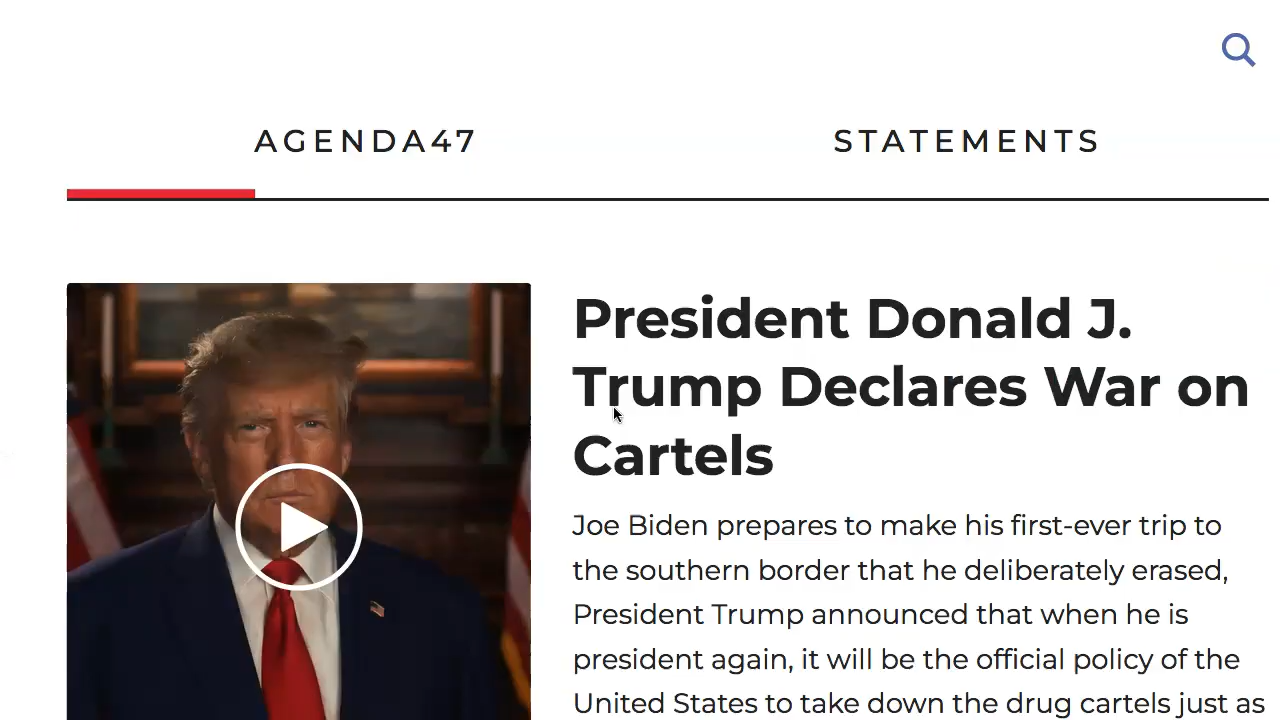 AGENDA47
STATEMENTS
President Donald J.
Trump Declares War on
Cartels
Joe Biden prepares to make his first-ever trip to
the southern border that he deliberately erased,
President Trump announced that when he is
president again, it will be the official policy of the
United States to take down the drug cartels just as